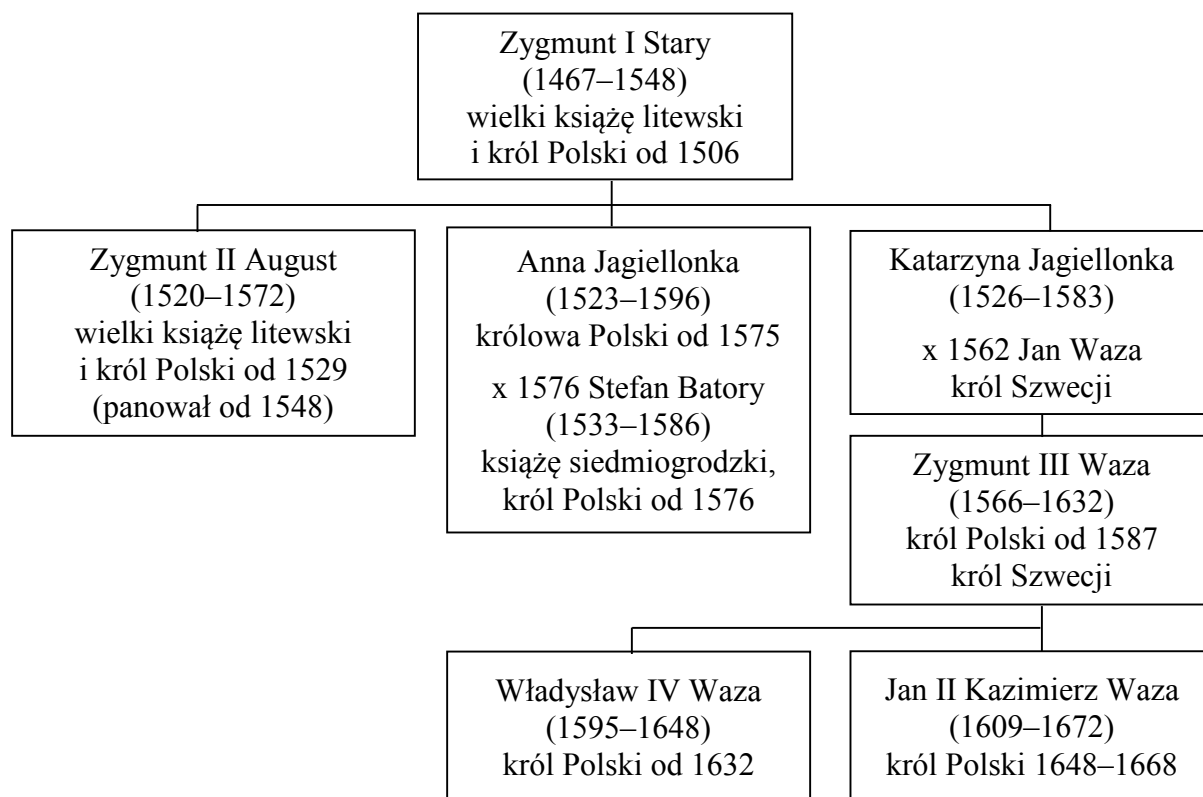 Zygmunt I Stary
(1467–1548)
wielki książę litewski
i król Polski od 1506
Zygmunt II August
(1520–1572)
wielki książę litewski
i król Polski od 1529
(panował od 1548)
Anna Jagiellonka
(1523–1596)
królowa Polski od 1575
x 1576 Stefan Batory
(1533–1586)
książę siedmiogrodzki,
król Polski od 1576
Katarzyna Jagiellonka
(1526–1583)
x 1562 Jan Waza
król Szwecji
Zygmunt III Waza
(1566–1632)
król Polski od 1587
król Szwecji
Władysław IV Waza
(1595–1648)
król Polski od 1632
Jan II Kazimierz Waza
(1609–1672)
król Polski 1648–1668